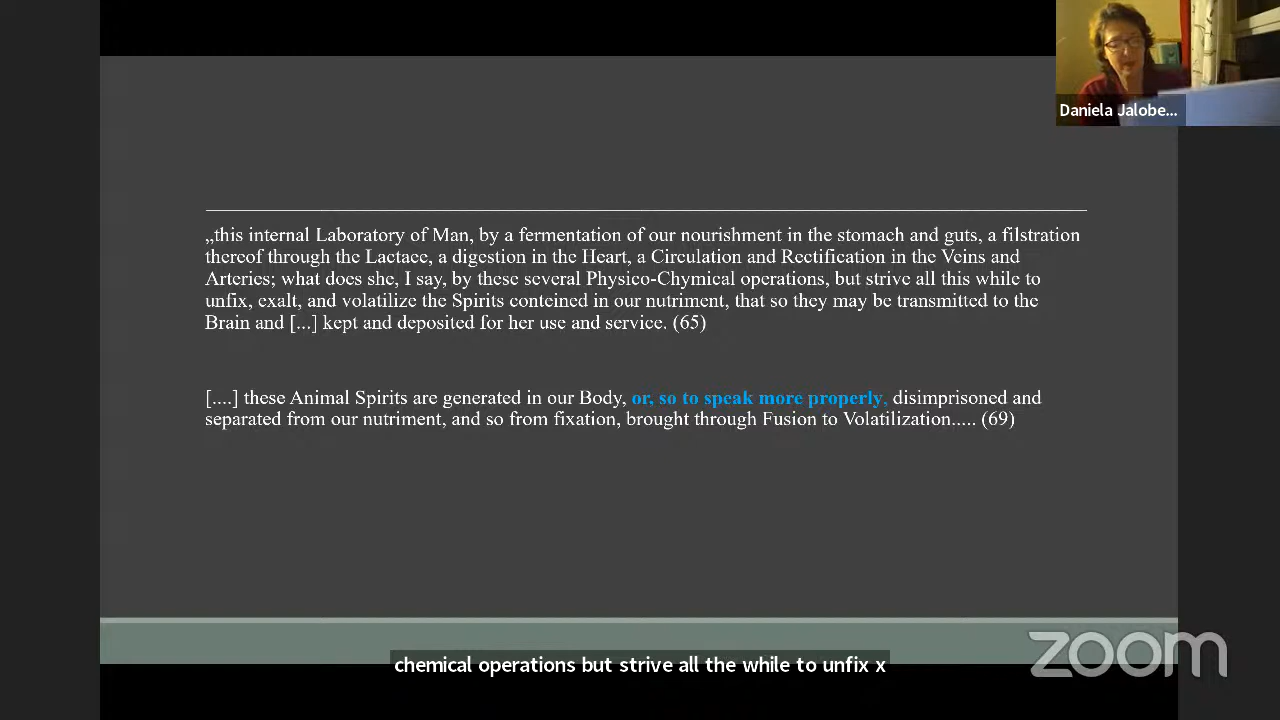 Daniela Jalobe...
„this internal Laboratory of Man, by a fermentation of our nourishment in the stomach and guts, a filstration
thereof through the Lactaee, a digestion in the Heart, a Circulation and Rectification in the Veins and
Arteries; what does she, I say, by these several Physico-Chymical operations, but strive all this while to
unfix, exalt, and volatilize the Spirits conteined in our nutriment, that so they may be transmitted to the
Brain and [...] kept and deposited for her use and service. (65)
[....] these Animal Spirits are generated in our Body, or, so to speak more properly, disimprisoned and
separated from our nutriment, and so from fixation, brought through Fusion to Volatilization..... (69)
zoom
chemical operations but strive all the while to unfix x